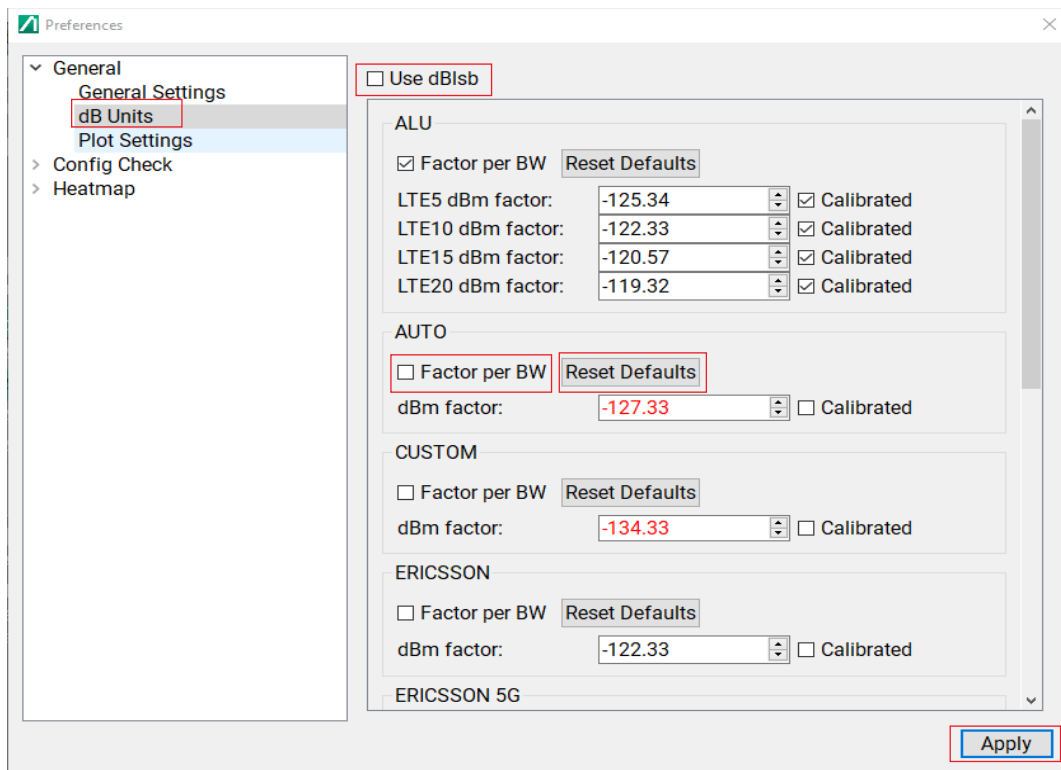 Preferences
General
General Settings
dB Units
Plot Settings
Config Check
Heatmap
Use dBlsb
ALU
Factor per BW Reset Defaults
LTE5 dBm factor: -125.34 Calibrated
LTE10 dBm factor: -122.33 Calibrated
LTE15 dBm factor: -120.57 Calibrated
LTE20 dBm factor: -119.32 Calibrated
AUTO
Factor per BW Reset Defaults
dBm factor: -127.33 Calibrated
CUSTOM
Factor per BW Reset Defaults
dBm factor: -134.33 Calibrated
ERICSSON
Factor per BW Reset Defaults
dBm factor: -122.33 Calibrated
ERICSSON 5G
Apply